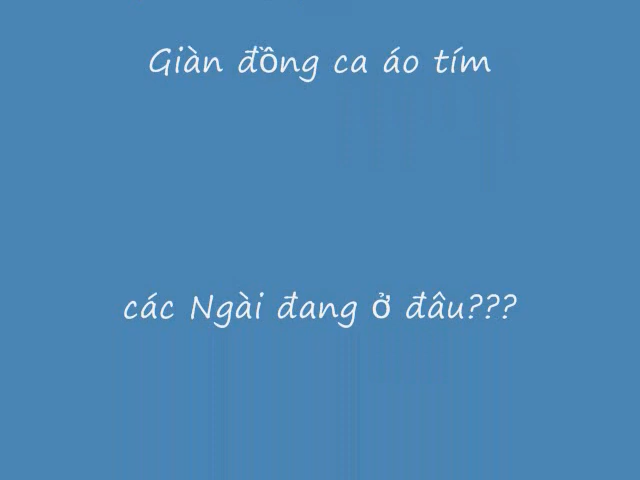 Giàn đồng ca áo tím
các Ngài đang ở đâu???